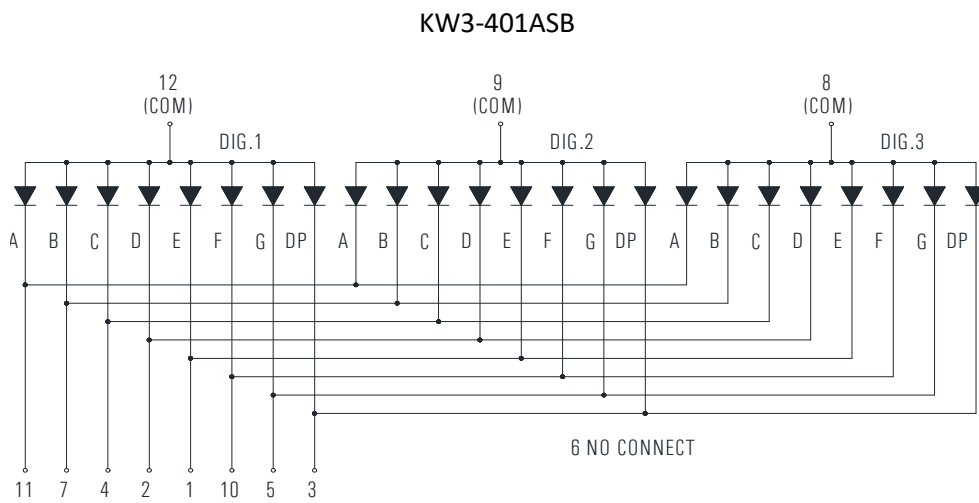 KW3-401ASB
12 9 8
(COM) (COM) (COM)
DIG.1 DIG.2 DIG.3
A B C D E F G DP A B C D E F G DP A B C D E F G DP
6 NO CONNECT
11 7 4 2 1 10 5 3